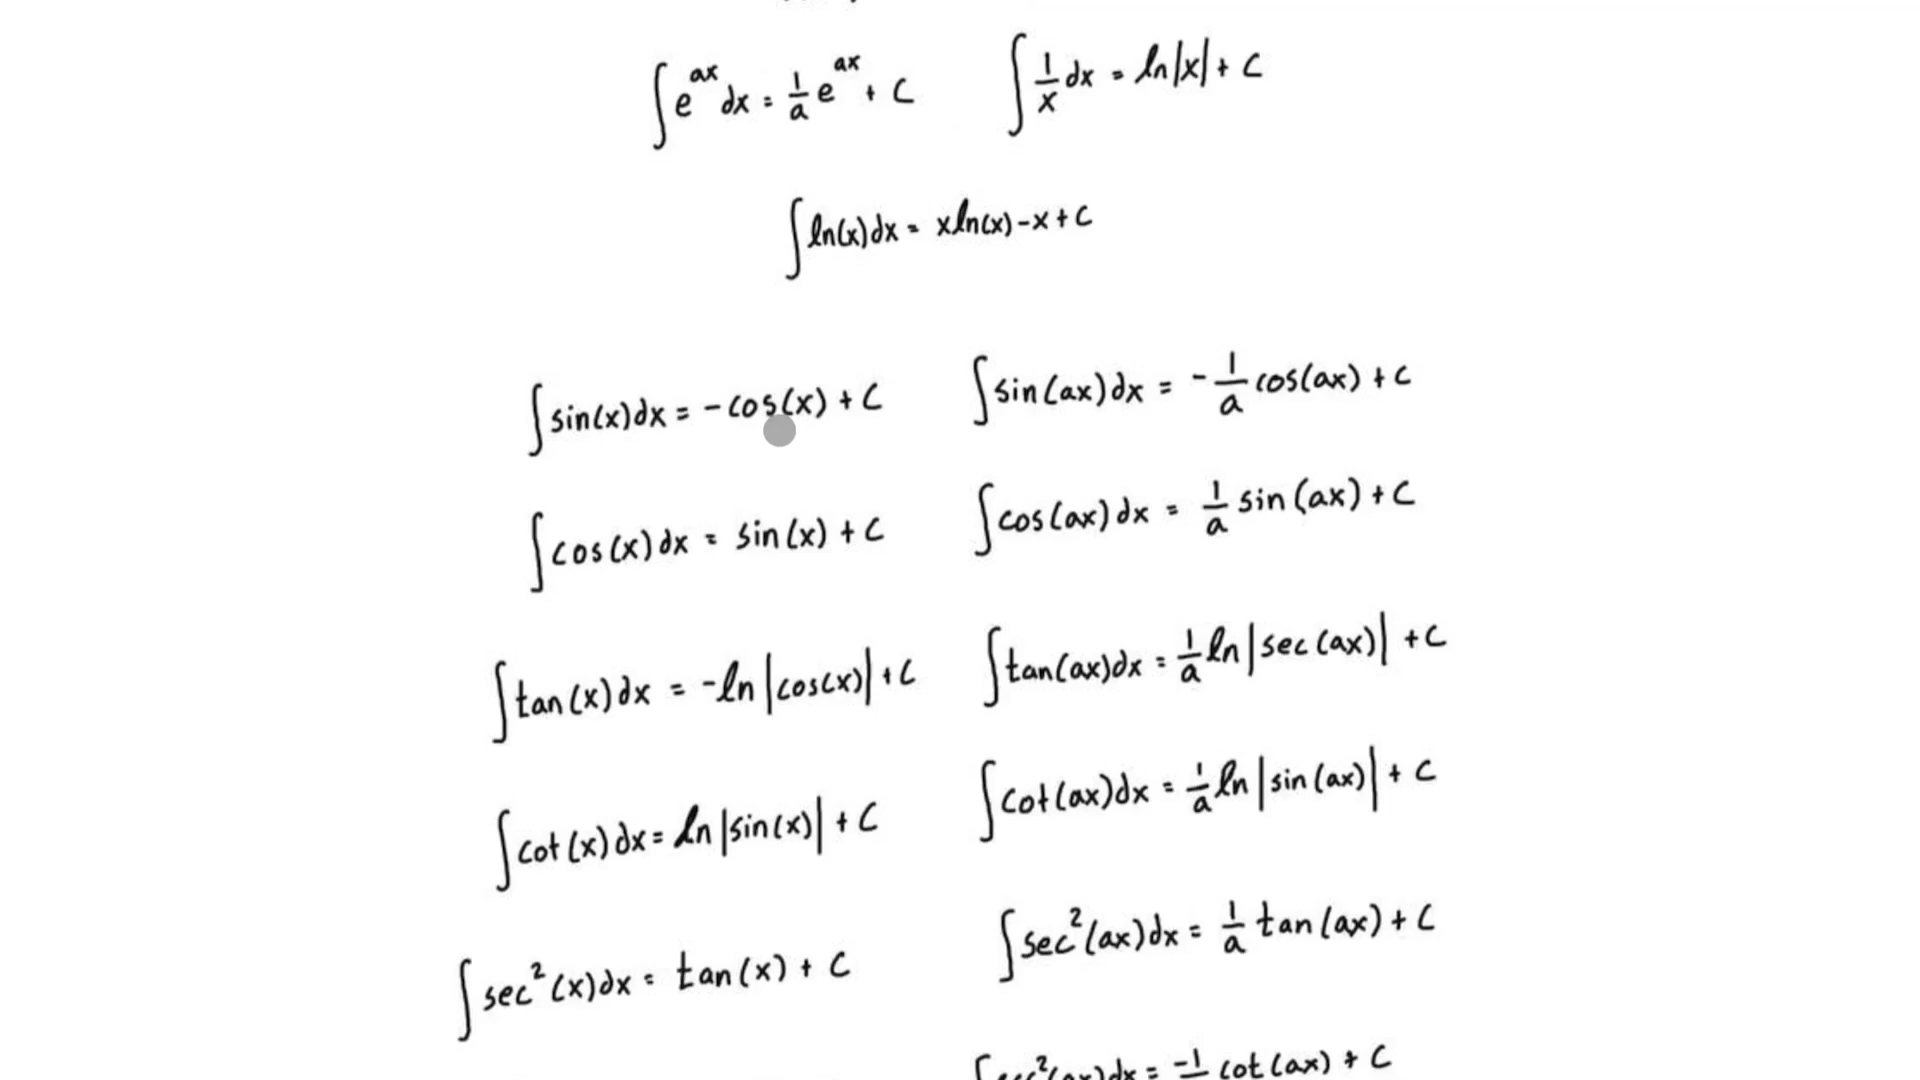 ∫e^{ax} dx = 1/a e^{ax} + C
∫1/x dx = ln|x| + C
∫ln(x)dx = xln(x)-x+C
∫sin(x)dx = -cos(x) + C
∫sin(ax)dx = -1/a cos(ax) + C
∫cos(x)dx = sin(x) + C
∫cos(ax)dx = 1/a sin(ax) + C
∫tan(x)dx = -ln|cos(x)| + C
∫tan(ax)dx = 1/a ln|sec(ax)| + C
∫cot(x)dx = ln|sin(x)| + C
∫cot(ax)dx = 1/a ln|sin(ax)| + C
∫sec²(x)dx = tan(x) + C
∫sec²(ax)dx = 1/a tan(ax) + C
cot(ax) + C